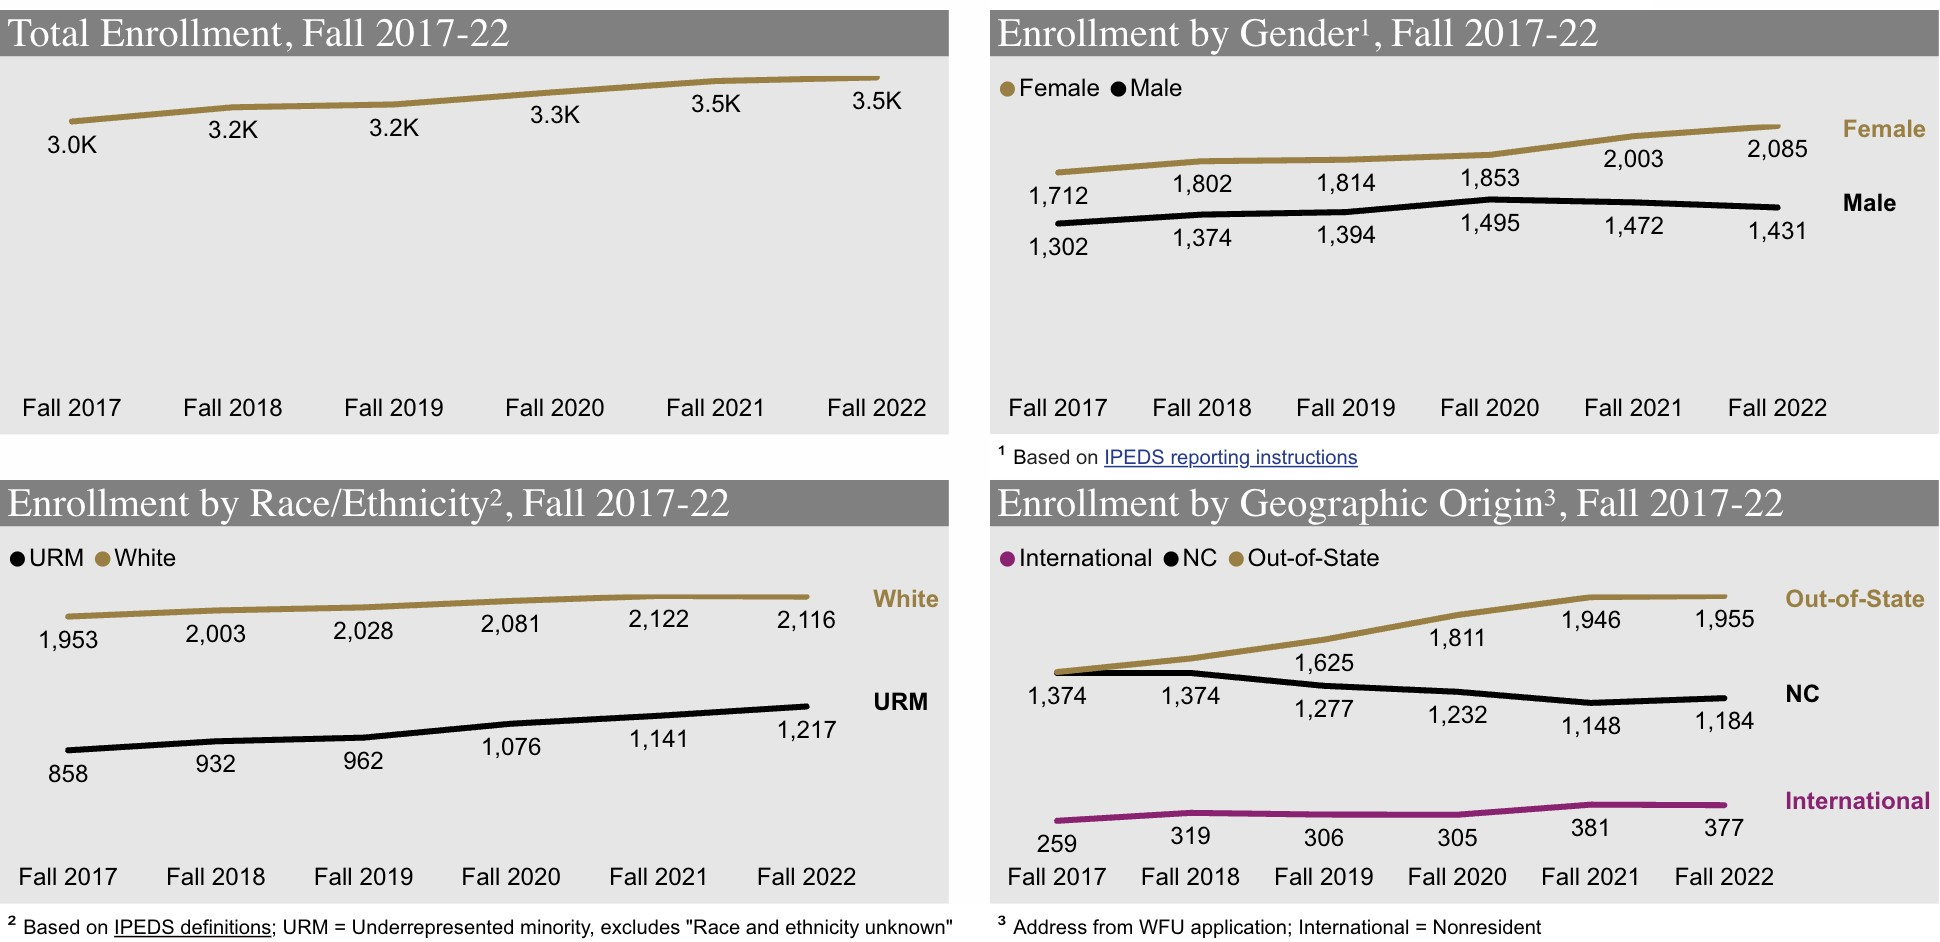 Total Enrollment, Fall 2017-22
3.0K 3.2K 3.2K 3.3K 3.5K 3.5K
Fall 2017 Fall 2018 Fall 2019 Fall 2020 Fall 2021 Fall 2022
Enrollment by Gender¹, Fall 2017-22
Female Male
Female
1,712 1,802 1,814 1,853 2,003 2,085
Male
1,302 1,374 1,394 1,495 1,472 1,431
Fall 2017 Fall 2018 Fall 2019 Fall 2020 Fall 2021 Fall 2022
¹ Based on IPEDS reporting instructions
Enrollment by Race/Ethnicity², Fall 2017-22
URM White
White
1,953 2,003 2,028 2,081 2,122 2,116
URM
858 932 962 1,076 1,141 1,217
Fall 2017 Fall 2018 Fall 2019 Fall 2020 Fall 2021 Fall 2022
² Based on IPEDS definitions; URM = Underrepresented minority, excludes "Race and ethnicity unknown"
Enrollment by Geographic Origin³, Fall 2017-22
International NC Out-of-State
Out-of-State
1,625 1,811 1,946 1,955
NC
1,374 1,374 1,277 1,232 1,148 1,184
International
259 319 306 305 381 377
Fall 2017 Fall 2018 Fall 2019 Fall 2020 Fall 2021 Fall 2022
³ Address from WFU application; International = Nonresident